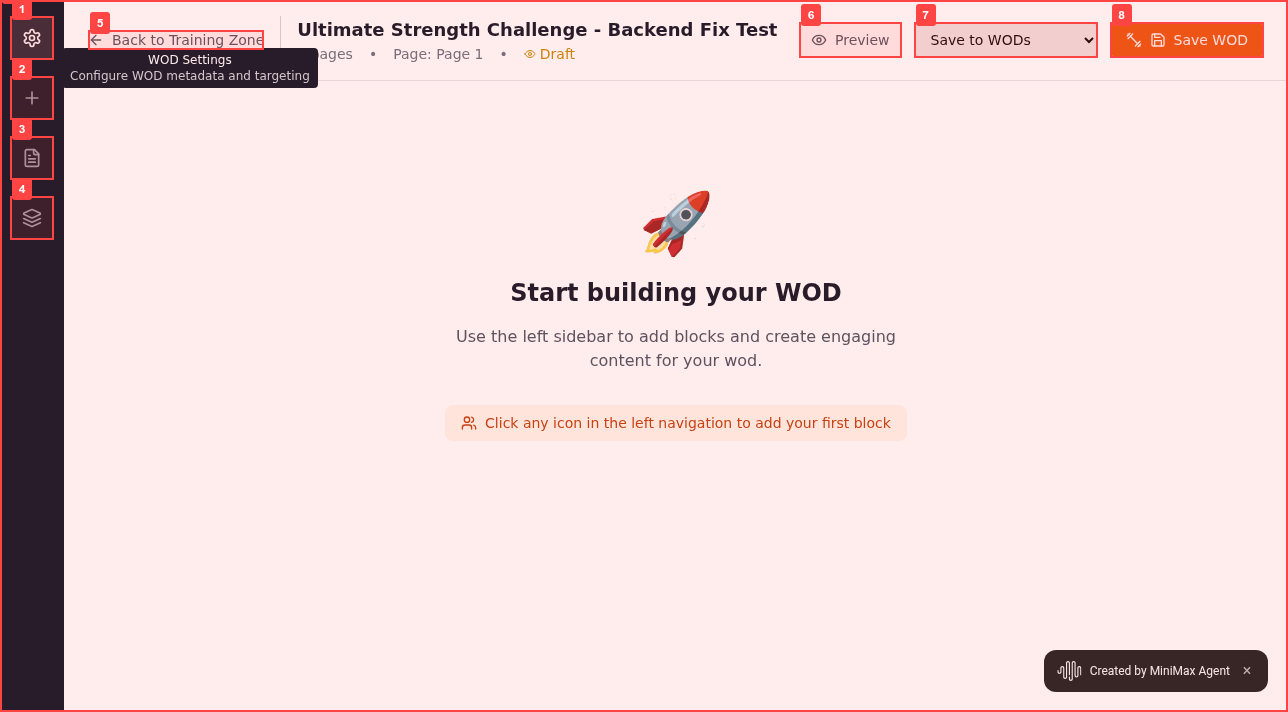 1
5
Back to Training Zone
Ultimate Strength Challenge - Backend Fix Test
pages • Page: Page 1 • Draft
6
Preview
7
Save to WODs
8
Save WOD
WOD Settings
Configure WOD metadata and targeting
2
3
4
Start building your WOD
Use the left sidebar to add blocks and create engaging
content for your wod.
Click any icon in the left navigation to add your first block
Created by MiniMax Agent ×